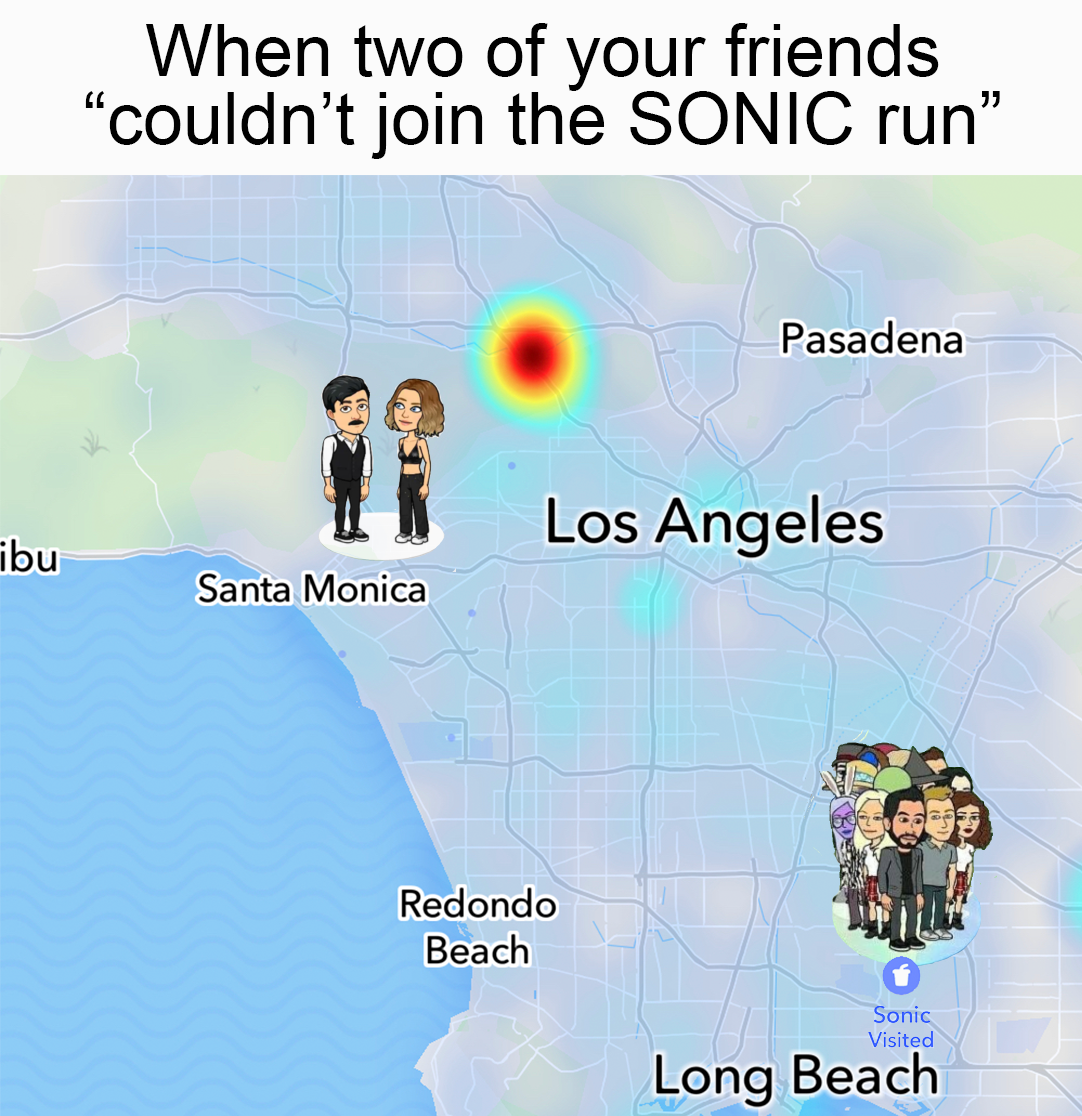 When two of your friends
“couldn’t join the SONIC run”
Pasadena
Los Angeles
ibu
Santa Monica
Redondo
Beach
Sonic
Visited
Long Beach